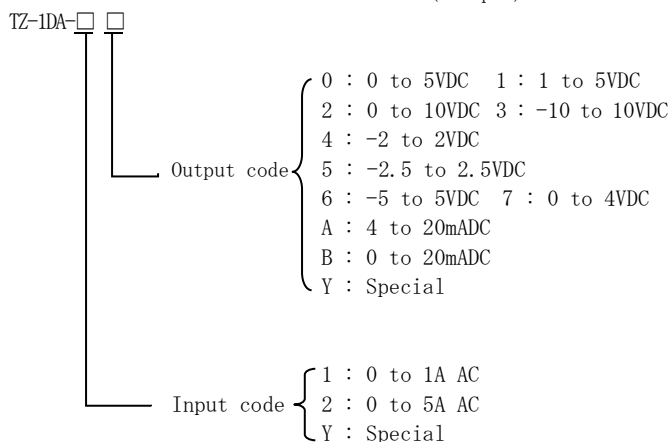 TZ-1DA-□ □
0 : 0 to 5VDC 1 : 1 to 5VDC
2 : 0 to 10VDC 3 : -10 to 10VDC
4 : -2 to 2VDC
Output code
5 : -2.5 to 2.5VDC
6 : -5 to 5VDC 7 : 0 to 4VDC
A : 4 to 20mADC
B : 0 to 20mADC
Y : Special
1 : 0 to 1A AC
Input code
2 : 0 to 5A AC
Y : Special